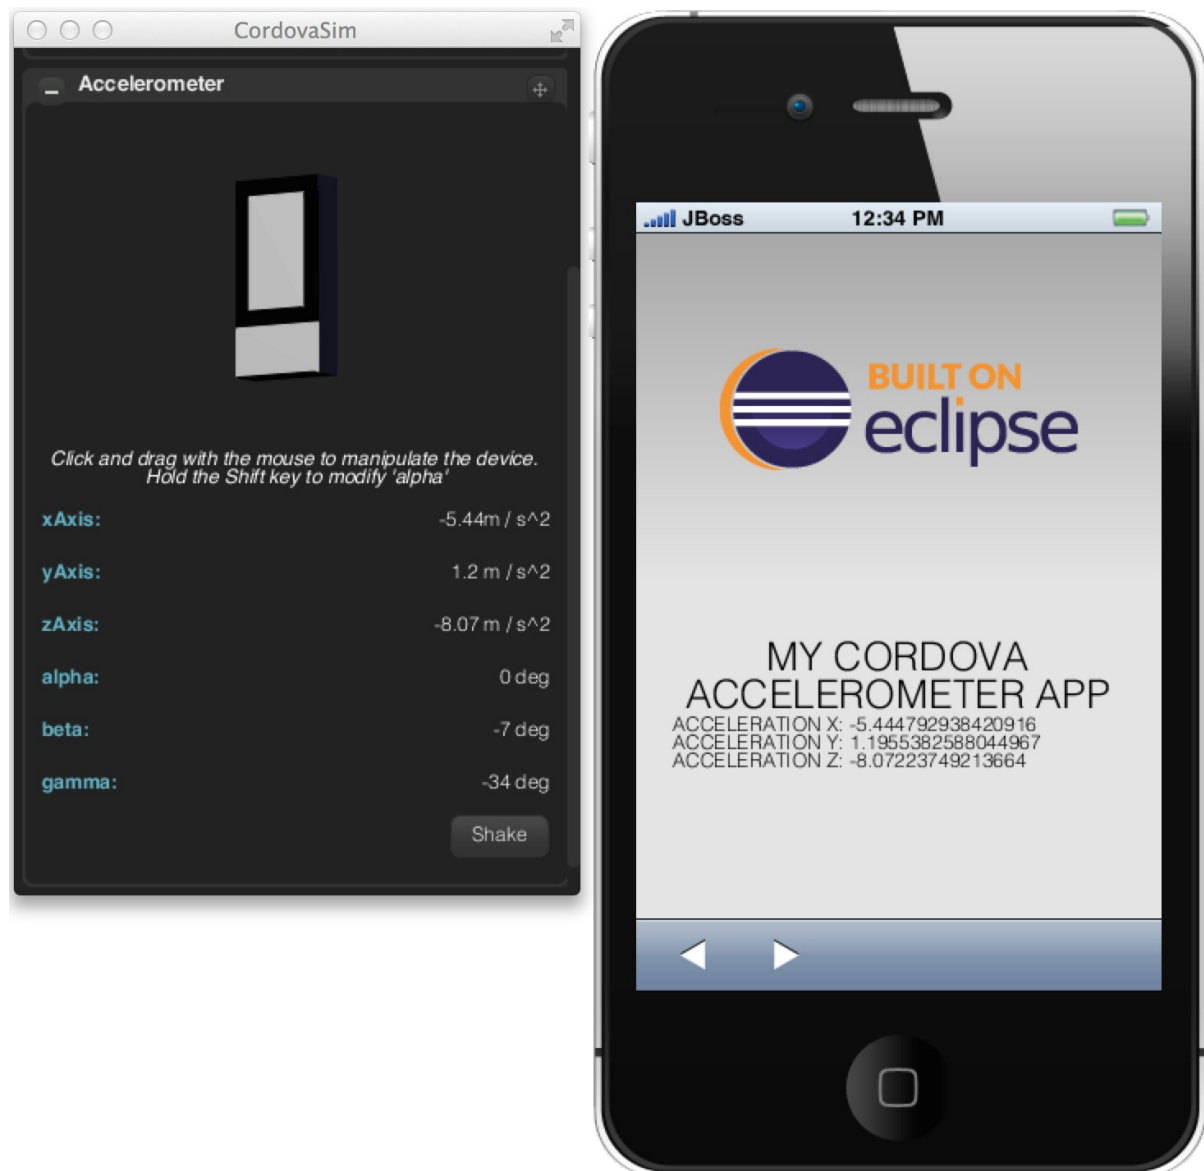 CordovaSim
Accelerometer
Click and drag with the mouse to manipulate the device.
Hold the Shift key to modify 'alpha'
xAxis: -5.44m / s^2
yAxis: 1.2 m / s^2
zAxis: -8.07 m / s^2
alpha: 0 deg
beta: -7 deg
gamma: -34 deg
Shake
JBoss 12:34 PM
BUILT ON
eclipse
MY CORDOVA
ACCELEROMETER APP
ACCELERATION X: -5.444792938420916
ACCELERATION Y: 1.1955382588044967
ACCELERATION Z: -8.07223749213664